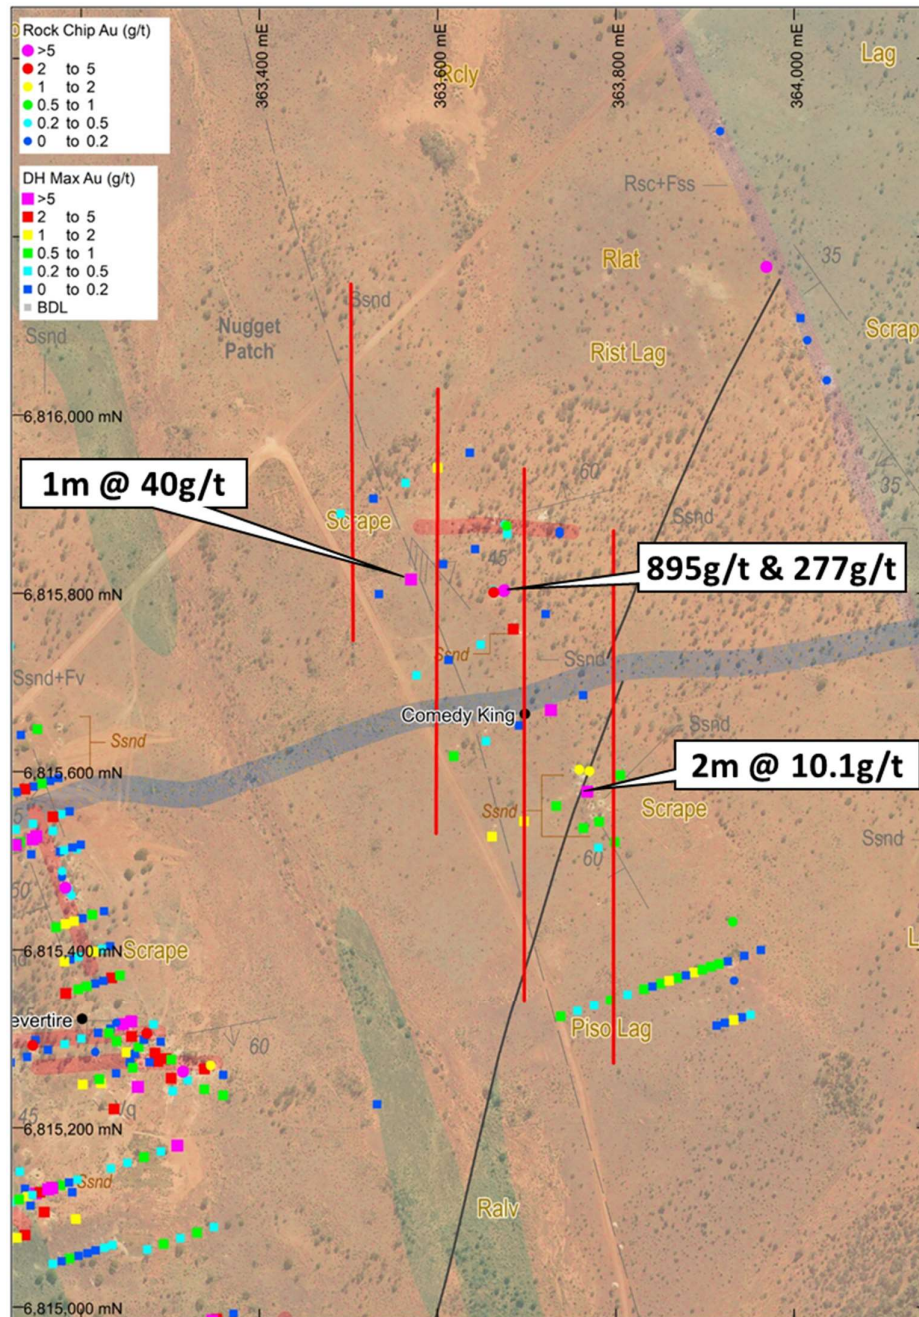 Rock Chip Au (g/t)
>5
2 to 5
1 to 2
0.5 to 1
0.2 to 0.5
0 to 0.2
DH Max Au (g/t)
>5
2 to 5
1 to 2
0.5 to 1
0.2 to 0.5
0 to 0.2
BDL
363,400 mE
363,600 mE
363,800 mE
364,000 mE
Lag
Rcly
Rsc+Fss
Rlat
35
Ssnd
Ssnd
Nugget
Patch
Scrap
Rist Lag
6,816,000 mN
1m @ 40g/t
60
35
Scrape
Ssnd
45
895g/t & 277g/t
6,815,800 mN
Ssnd
Ssnd
Ssnd+Fv
Comedy King
Ssnd
Ssnd
6,815,600 mN
2m @ 10.1g/t
Ssnd
Scrape
Ssnd
60
60
6,815,400 mN
Scrape
L
evertire
Piso Lag
60
45
Vq
6,815,200 mN
Ssnd
Ralv
6,815,000 mN